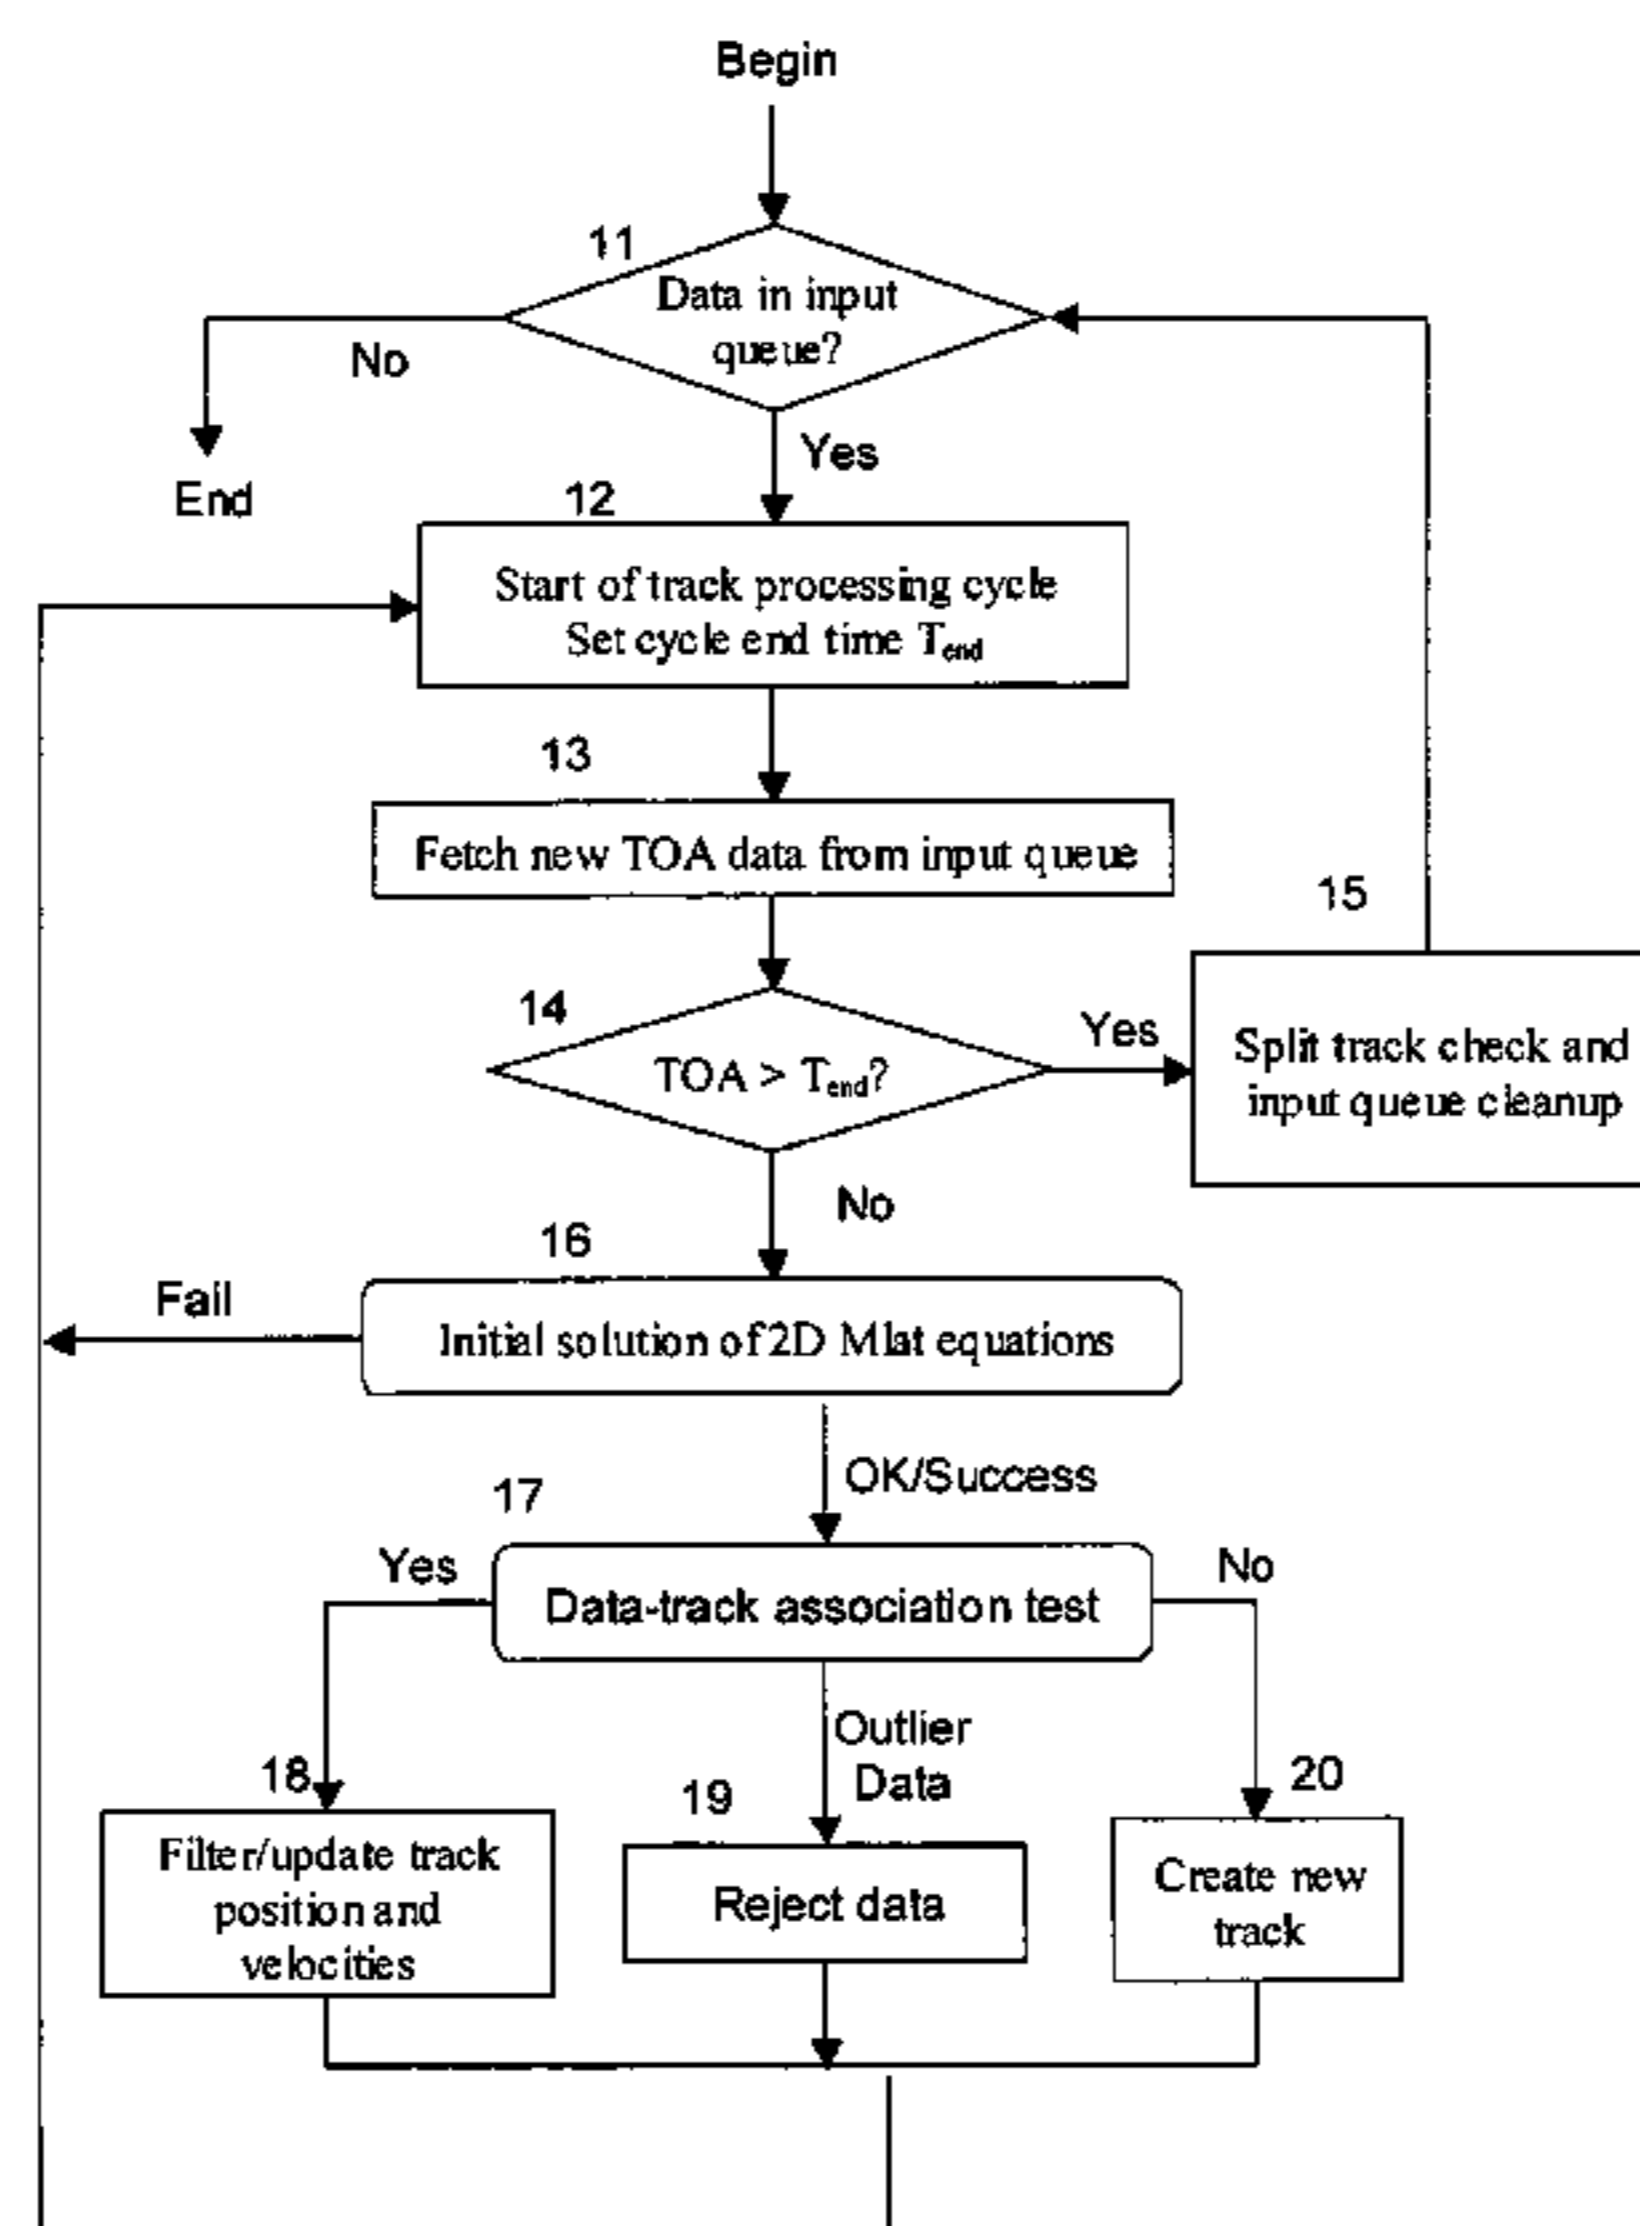 Begin
11
Data in input
queue?
No
Yes
End
12
Start of track processing cycle
Set cycle end time Tend
13
Fetch new TOA data from input queue
15
14
TOA > Tend?
Yes
Split track check and
input queue cleanup
No
16
Fail
Initial solution of 2D Mlat equations
OK/Success
17
Yes
Data-track association test
No
Outlier
Data
18
Filter/update track
position and
velocities
19
Reject data
20
Create new
track